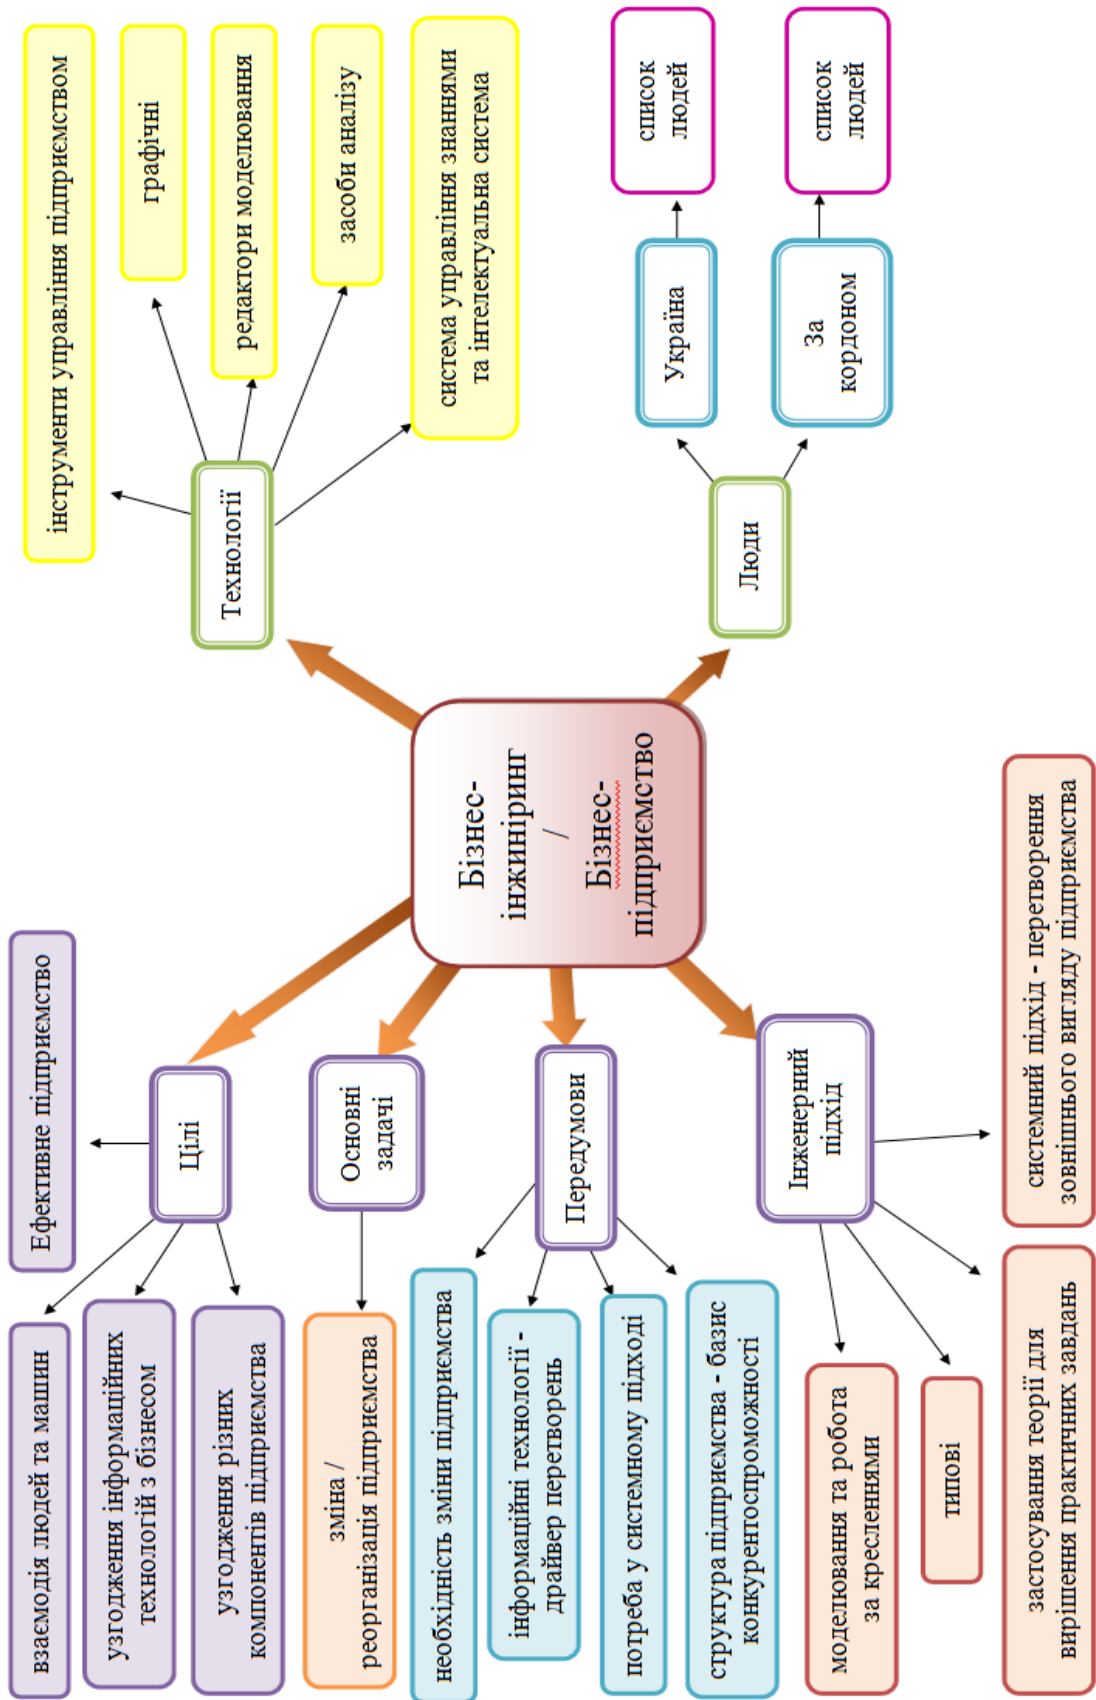 взаємодія людей та машин
Ефективне підприємство
узгодження інформаційних
технологій з бізнесом
узгодження різних
компонентів підприємства
Цілі
зміна /
реорганізація підприємства
Основні
задачі
необхідність зміни підприємства
інформаційні технології -
драйвер перетворень
потреба у системному підході
структура підприємства - базис
конкурентоспроможності
Передумови
моделювання та робота
за кресленнями
типові
застосування теорії для
вирішення практичних завдань
системний підхід - перетворення
зовнішнього вигляду підприємства
Інженерний
підхід
Бізнес-
інжиніринг
/
Бізнес-
підприємство
Технології
інструменти управління підприємством
графічні
редактори моделювання
засоби аналізу
система управління знаннями
та інтелектуальна система
Люди
Україна
список
людей
За
кордоном
список
людей